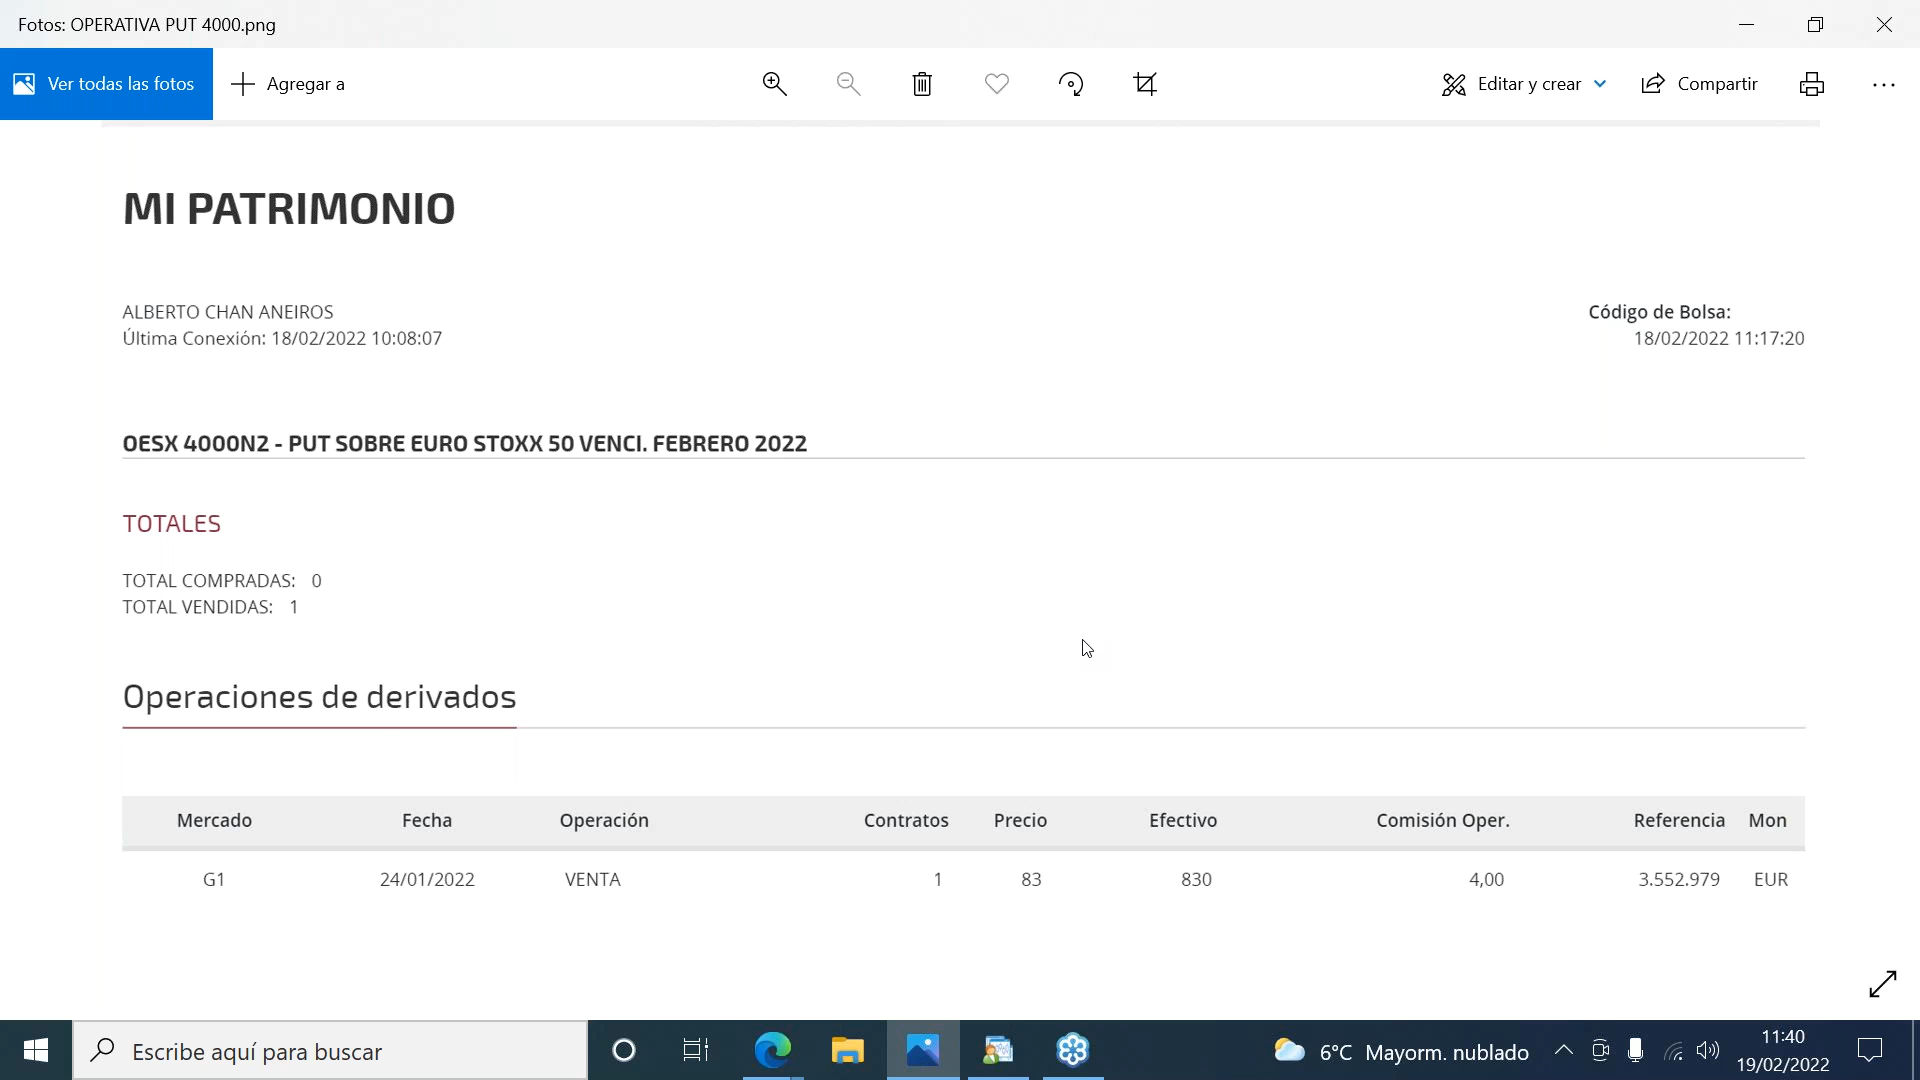 Fotos: OPERATIVA PUT 4000.png
Ver todas las fotos
Agregar a
Editar y crear
Compartir
MI PATRIMONIO
ALBERTO CHAN ANEIROS
Código de Bolsa:
Última Conexión: 18/02/2022 10:08:07
18/02/2022 11:17:20
OESX 4000N2 - PUT SOBRE EURO STOXX 50 VENCI. FEBRERO 2022
TOTALES
TOTAL COMPRADAS: 0
TOTAL VENDIDAS: 1
Operaciones de derivados
Mercado Fecha Operación Contratos Precio Efectivo Comisión Oper. Referencia Mon
G1 24/01/2022 VENTA 1 83 830 4,00 3.552.979 EUR
Escribe aquí para buscar
6°C Mayorm. nublado
11:40
19/02/2022